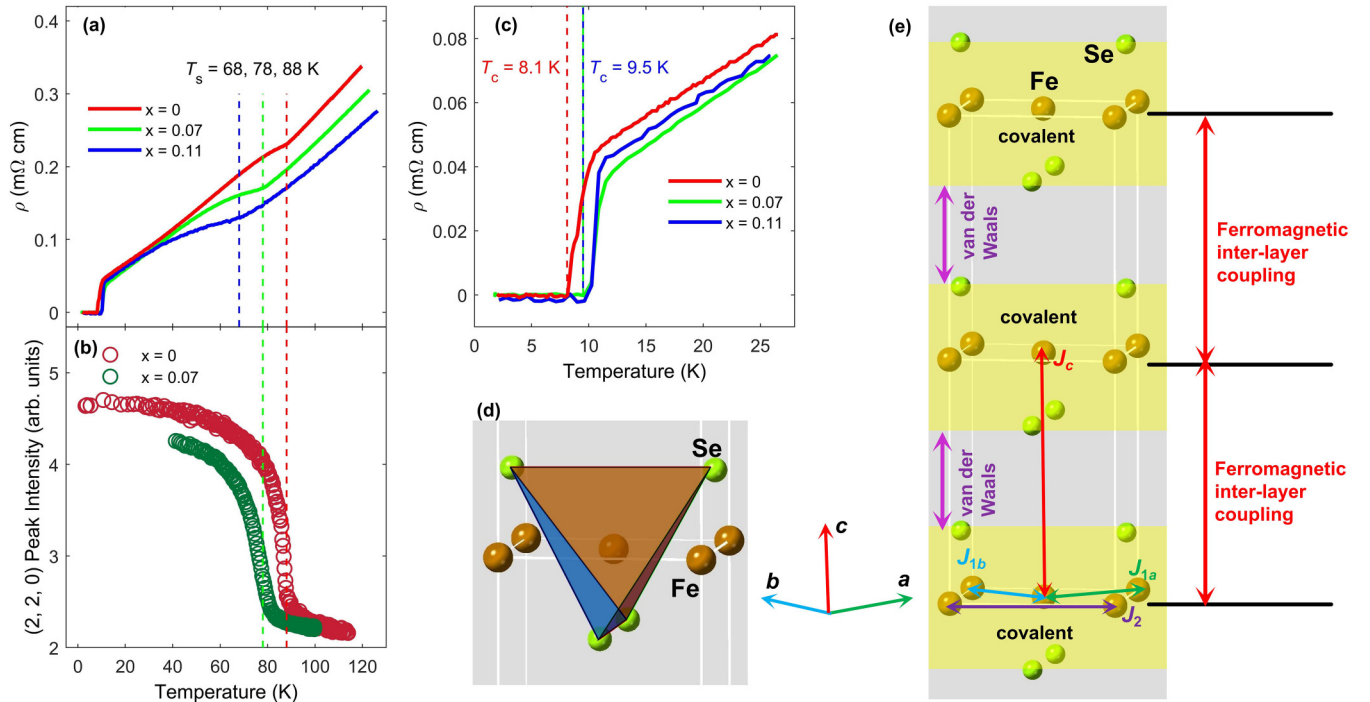 (a)
T_s = 68, 78, 88 K
x = 0
x = 0.07
x = 0.11
ρ (mΩ cm)
0.4
0.3
0.2
0.1
0
(b)
x = 0
x = 0.07
(2, 2, 0) Peak Intensity (arb. units)
5
4
3
2
0 20 40 60 80 100 120
Temperature (K)
(c)
T_c = 8.1 K
T_c = 9.5 K
x = 0
x = 0.07
x = 0.11
ρ (mΩ cm)
0.08
0.06
0.04
0.02
0
0 5 10 15 20 25
Temperature (K)
(d)
Se
Fe
c
b
a
(e)
Se
Fe
covalent
van der
Waals
Ferromagnetic
inter-layer
coupling
covalent
J_c
van der
Waals
Ferromagnetic
inter-layer
coupling
J_1b
J_1a
J_2
covalent